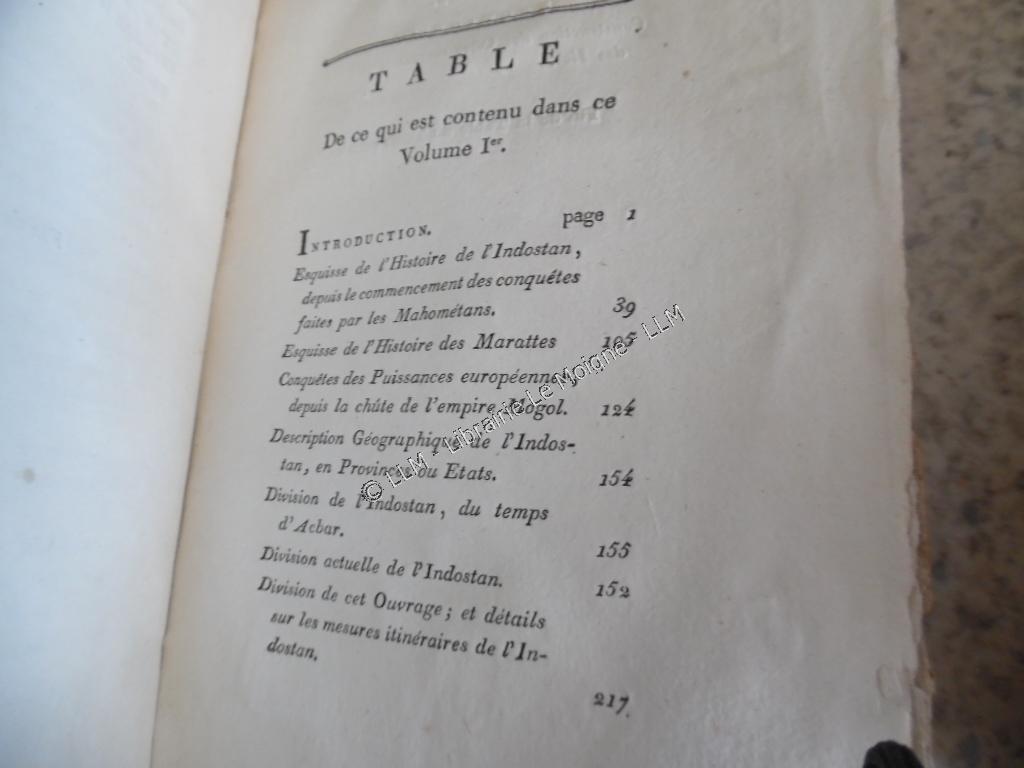 TABLE
De ce qui est contenu dans ce
Volume Ier.
INTRODUCTION. page 1
Esquisse de l'Histoire de l'Indostan,
depuis le commencement des conquêtes
faites par les Mahométans. 39
Esquisse de l'Histoire des Marattes 105
Conquêtes des Puissances européennes,
depuis la chûte de l'empire Mogol. 124
Description Géographique de l'Indos-
tan, en Provinces ou Etats. 154
Division de l'Indostan, du temps
d'Acbar. 155
Division actuelle de l'Indostan. 152
Division de cet Ouvrage; et détails
sur les mesures itinéraires de l'In-
dostan. 217.
© LLM - Librairie Le Moigne - LLM